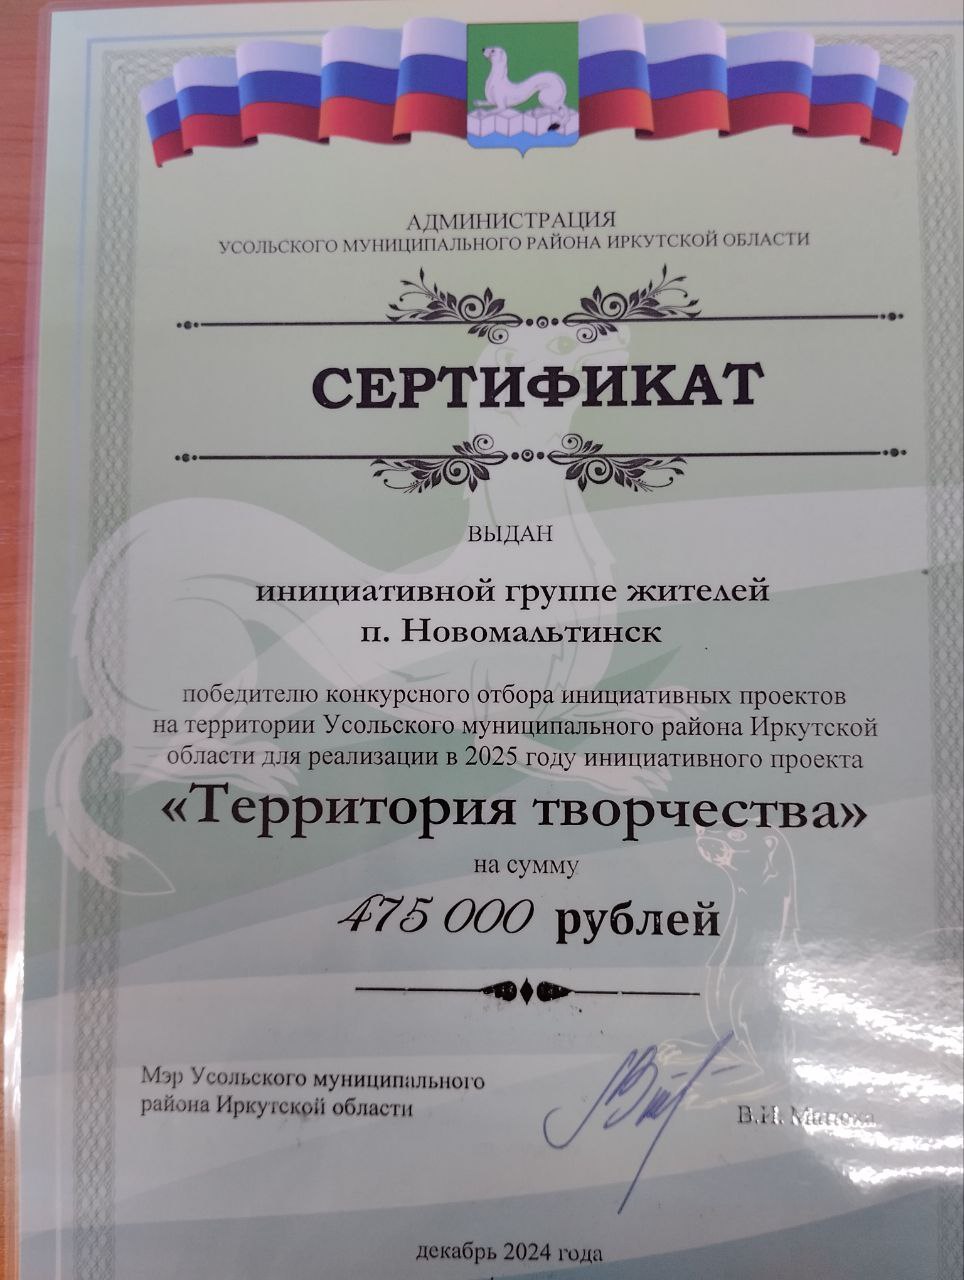 АДМИНИСТРАЦИЯ
УСОЛЬСКОГО МУНИЦИПАЛЬНОГО РАЙОНА ИРКУТСКОЙ ОБЛАСТИ
СЕРТИФИКАТ
ВЫДАН
инициативной группе жителей
п. Новомальтинск
победителю конкурсного отбора инициативных проектов
на территории Усольского муниципального района Иркутской
области для реализации в 2025 году инициативного проекта
«Территория творчества»
на сумму
475 000 рублей
Мэр Усольского муниципального
района Иркутской области
В.И.
декабрь 2024 года